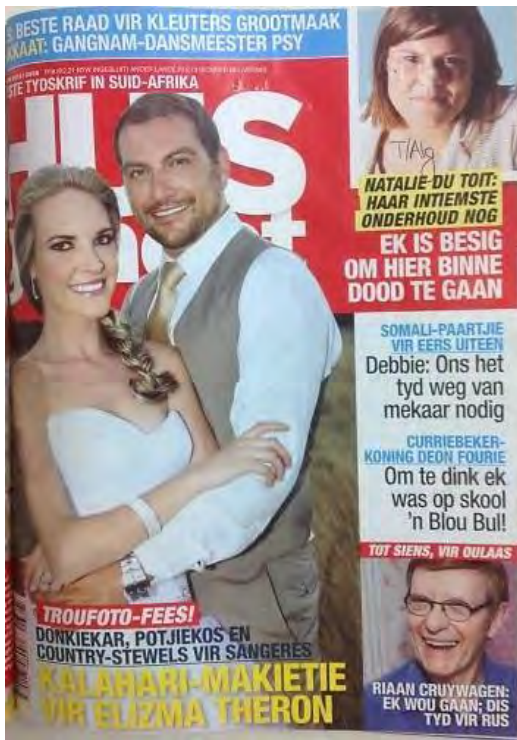 BESTE RAAD VIR KLEUTERS GROOTMAAK
GANGNAM-DANSMEESTER PSY
TYDSKRIF IN SUID-AFRIKA
HUIS
T/Alg
NATALIE DU TOIT:
HAAR INTIEMSTE
ONDERHOUD NOG
EK IS BESIG
OM HIER BINNE
DOOD TE GAAN
SOMALI-PAARTJIE
VIR EERS UITEEN
Debbie: Ons het
tyd weg van
mekaar nodig
CURRIEBEKER-
KONING DEON FOURIE
Om te dink ek
was op skool
'n Blou Bul!
TOT SIENS, VIR OULAAS
RIAAN CRUYWAGEN:
EK WOU GAAN; DIS
TYD VIR RUS
TROUFOTO-FEES!
DONKIEKAR, POTJIEKOS EN
COUNTRY-STEWELS VIR SANGERES
KALAHARI-MAKIETIE
VIR ELIZMA THERON